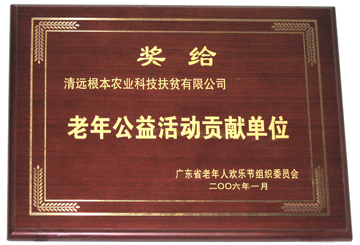 奖给
清远根本农业科技扶贫有限公司
老年公益活动贡献单位
广东省老年人欢乐节组织委员会
二〇〇六年一月